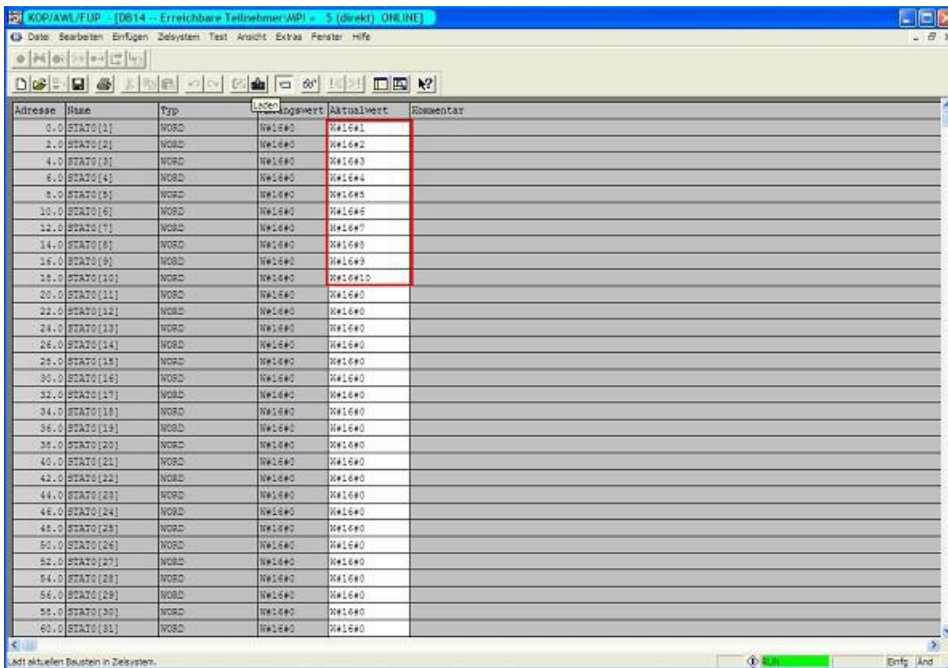 KOP/AWL/FUP - [DB14 -- Erreichbare Teilnehmer\MPI = 5 (direkt) ONLINE]
Datei Bearbeiten Einfügen Zielsystem Test Ansicht Extras Fenster Hilfe
Laden
Adresse Name Typ Anfangswert Aktualwert Kommentar
0.0 STAT0[1] WORD W#16#0 W#16#1
2.0 STAT0[2] WORD W#16#0 W#16#2
4.0 STAT0[3] WORD W#16#0 W#16#3
6.0 STAT0[4] WORD W#16#0 W#16#4
8.0 STAT0[5] WORD W#16#0 W#16#5
10.0 STAT0[6] WORD W#16#0 W#16#6
12.0 STAT0[7] WORD W#16#0 W#16#7
14.0 STAT0[8] WORD W#16#0 W#16#8
16.0 STAT0[9] WORD W#16#0 W#16#9
18.0 STAT0[10] WORD W#16#0 W#16#10
20.0 STAT0[11] WORD W#16#0 W#16#0
22.0 STAT0[12] WORD W#16#0 W#16#0
24.0 STAT0[13] WORD W#16#0 W#16#0
26.0 STAT0[14] WORD W#16#0 W#16#0
28.0 STAT0[15] WORD W#16#0 W#16#0
30.0 STAT0[16] WORD W#16#0 W#16#0
32.0 STAT0[17] WORD W#16#0 W#16#0
34.0 STAT0[18] WORD W#16#0 W#16#0
36.0 STAT0[19] WORD W#16#0 W#16#0
38.0 STAT0[20] WORD W#16#0 W#16#0
40.0 STAT0[21] WORD W#16#0 W#16#0
42.0 STAT0[22] WORD W#16#0 W#16#0
44.0 STAT0[23] WORD W#16#0 W#16#0
46.0 STAT0[24] WORD W#16#0 W#16#0
48.0 STAT0[25] WORD W#16#0 W#16#0
50.0 STAT0[26] WORD W#16#0 W#16#0
52.0 STAT0[27] WORD W#16#0 W#16#0
54.0 STAT0[28] WORD W#16#0 W#16#0
56.0 STAT0[29] WORD W#16#0 W#16#0
58.0 STAT0[30] WORD W#16#0 W#16#0
60.0 STAT0[31] WORD W#16#0 W#16#0
Lädt aktuellen Baustein in Zielsystem. RUN Einfg Änd